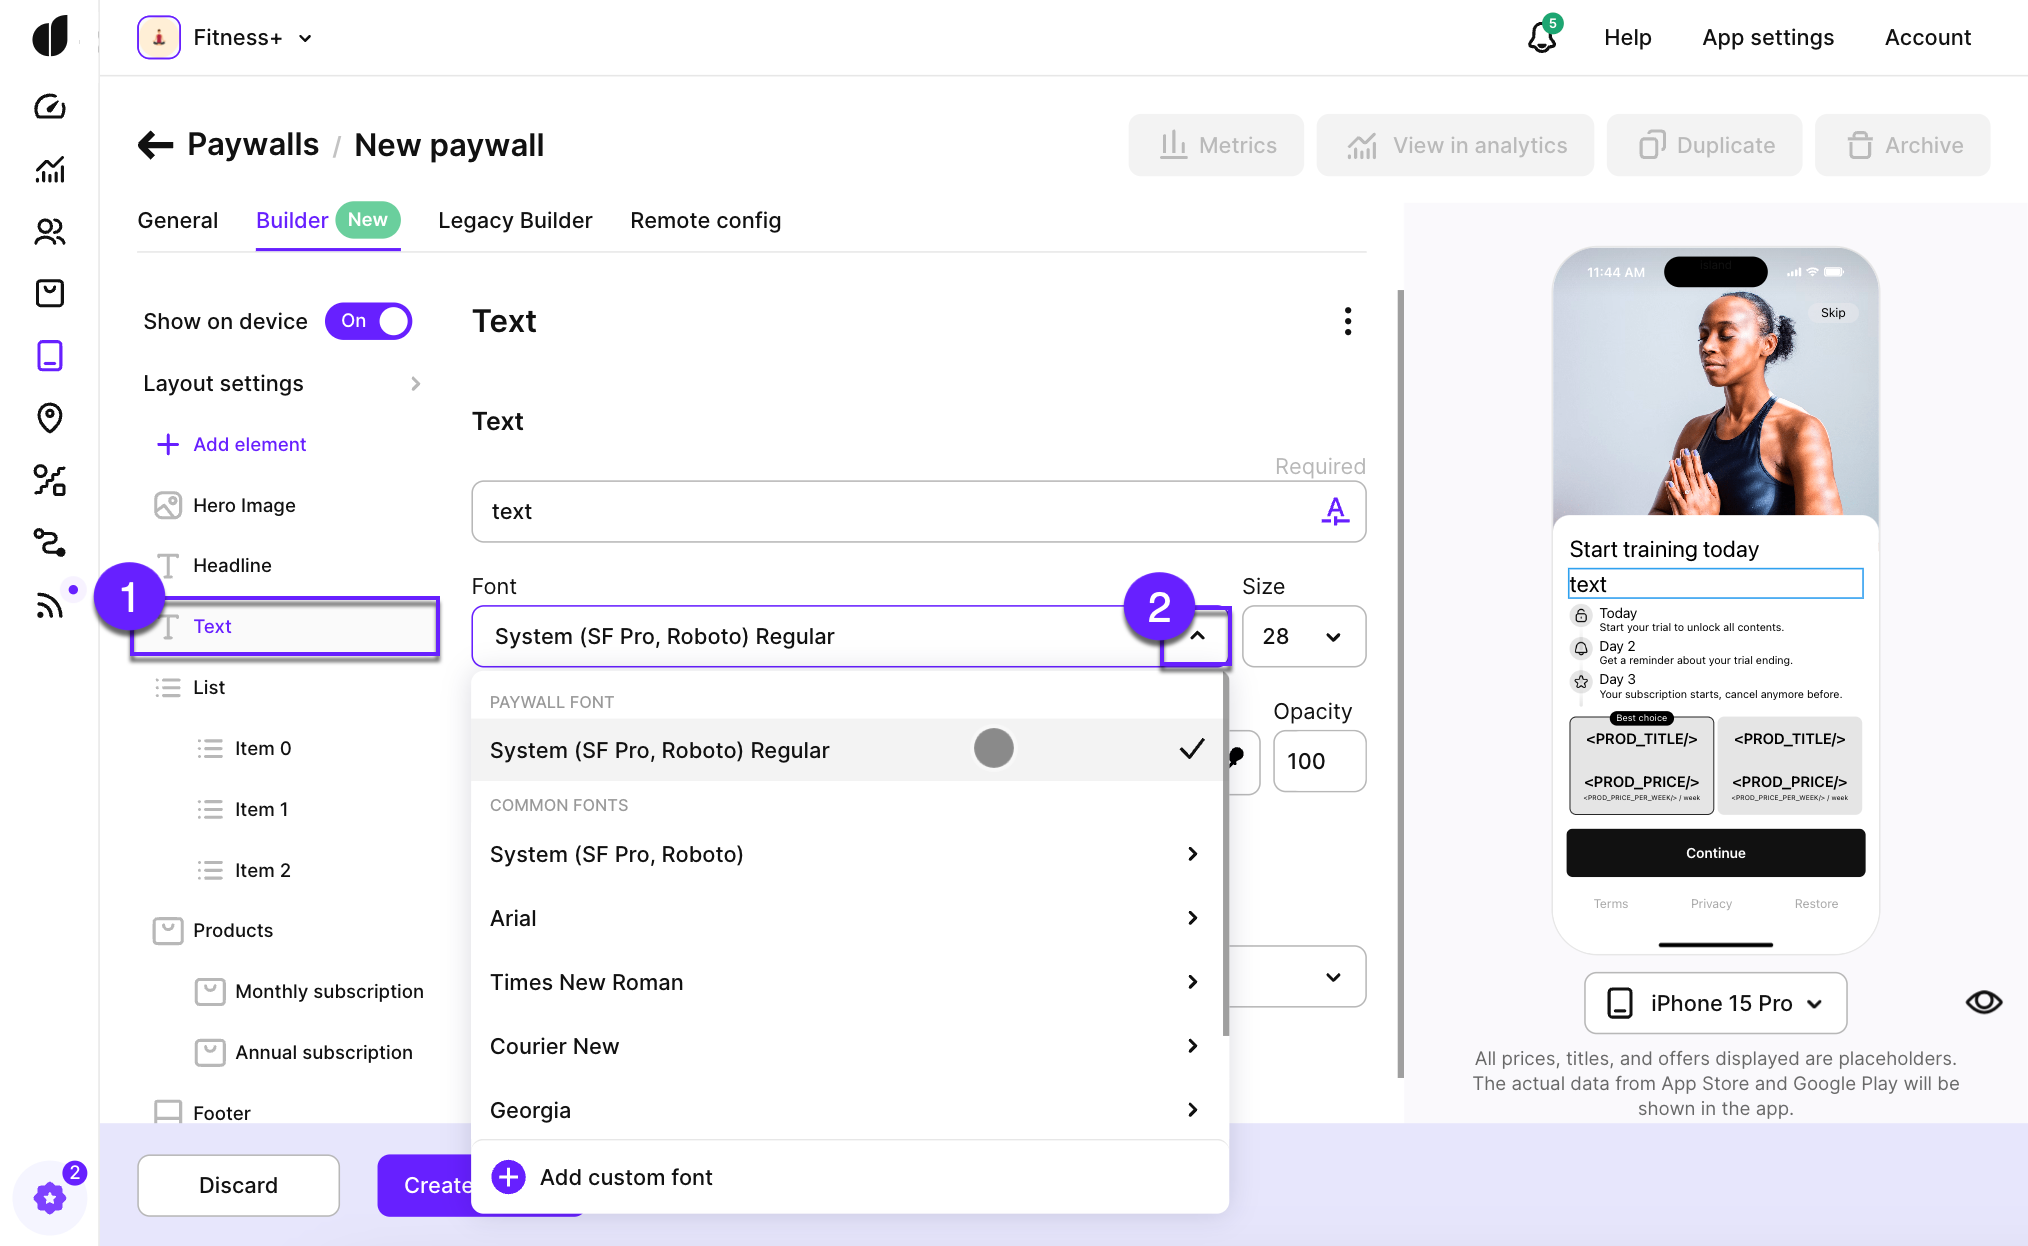 Fitness+
5
Help
App settings
Account
Paywalls / New paywall
Metrics
View in analytics
Duplicate
Archive
General
Builder New
Legacy Builder
Remote config
Show on device On
Layout settings
Add element
Hero Image
Headline
1
Text
List
Item 0
Item 1
Item 2
Products
Monthly subscription
Annual subscription
Footer
2
Discard
Create
Text
Text
Required
text
A
Font
2
Size
System (SF Pro, Roboto) Regular
28
PAYWALL FONT
System (SF Pro, Roboto) Regular
Opacity
100
COMMON FONTS
System (SF Pro, Roboto)
Arial
Times New Roman
Courier New
Georgia
Add custom font
11:44 AM
island
Skip
Start training today
text
Today
Start your trial to unlock all contents.
Day 2
Get a reminder about your trial ending.
Day 3
Your subscription starts, cancel anymore before.
Best choice
<PROD_TITLE/>
<PROD_PRICE/>
<PROD_PRICE_PER_WEEK/> / week
<PROD_TITLE/>
<PROD_PRICE/>
<PROD_PRICE_PER_WEEK/> / week
Continue
Terms
Privacy
Restore
iPhone 15 Pro
All prices, titles, and offers displayed are placeholders.
The actual data from App Store and Google Play will be
shown in the app.